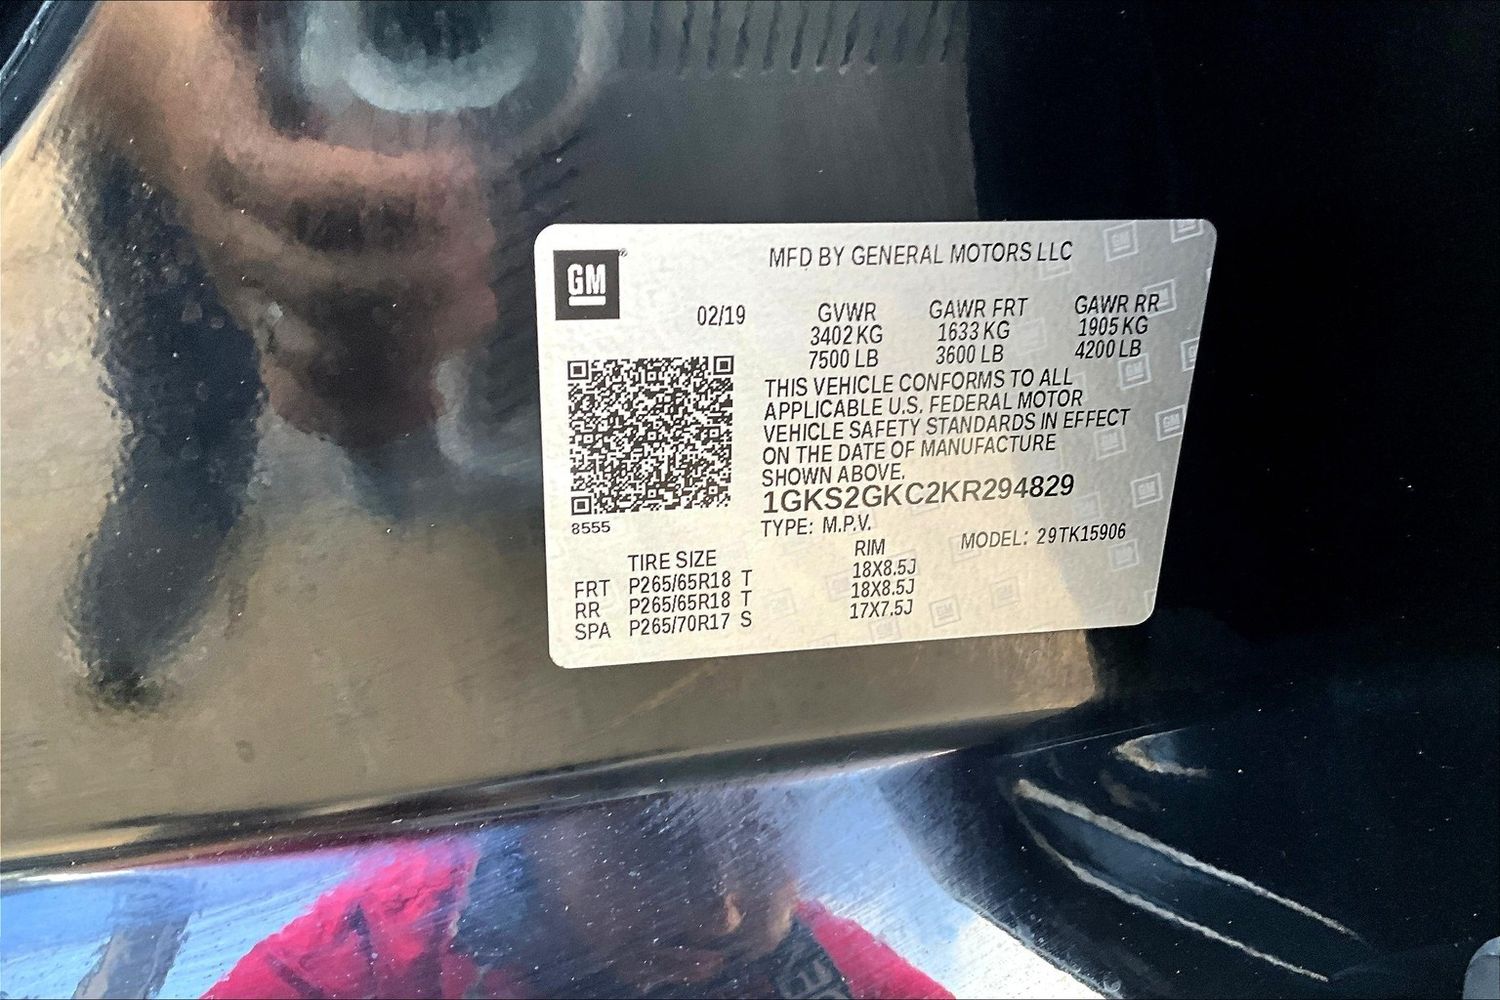 MFD BY GENERAL MOTORS LLC
GM®
02/19
GVWR GAWR FRT GAWR RR
3402 KG 1633 KG 1905 KG
7500 LB 3600 LB 4200 LB
THIS VEHICLE CONFORMS TO ALL
APPLICABLE U.S. FEDERAL MOTOR
VEHICLE SAFETY STANDARDS IN EFFECT
ON THE DATE OF MANUFACTURE
SHOWN ABOVE.
1GKS2GKC2KR294829
8555
TYPE: M.P.V. MODEL: 29TK15906
TIRE SIZE RIM
FRT P265/65R18 T 18X8.5J
RR P265/65R18 T 18X8.5J
SPA P265/70R17 S 17X7.5J